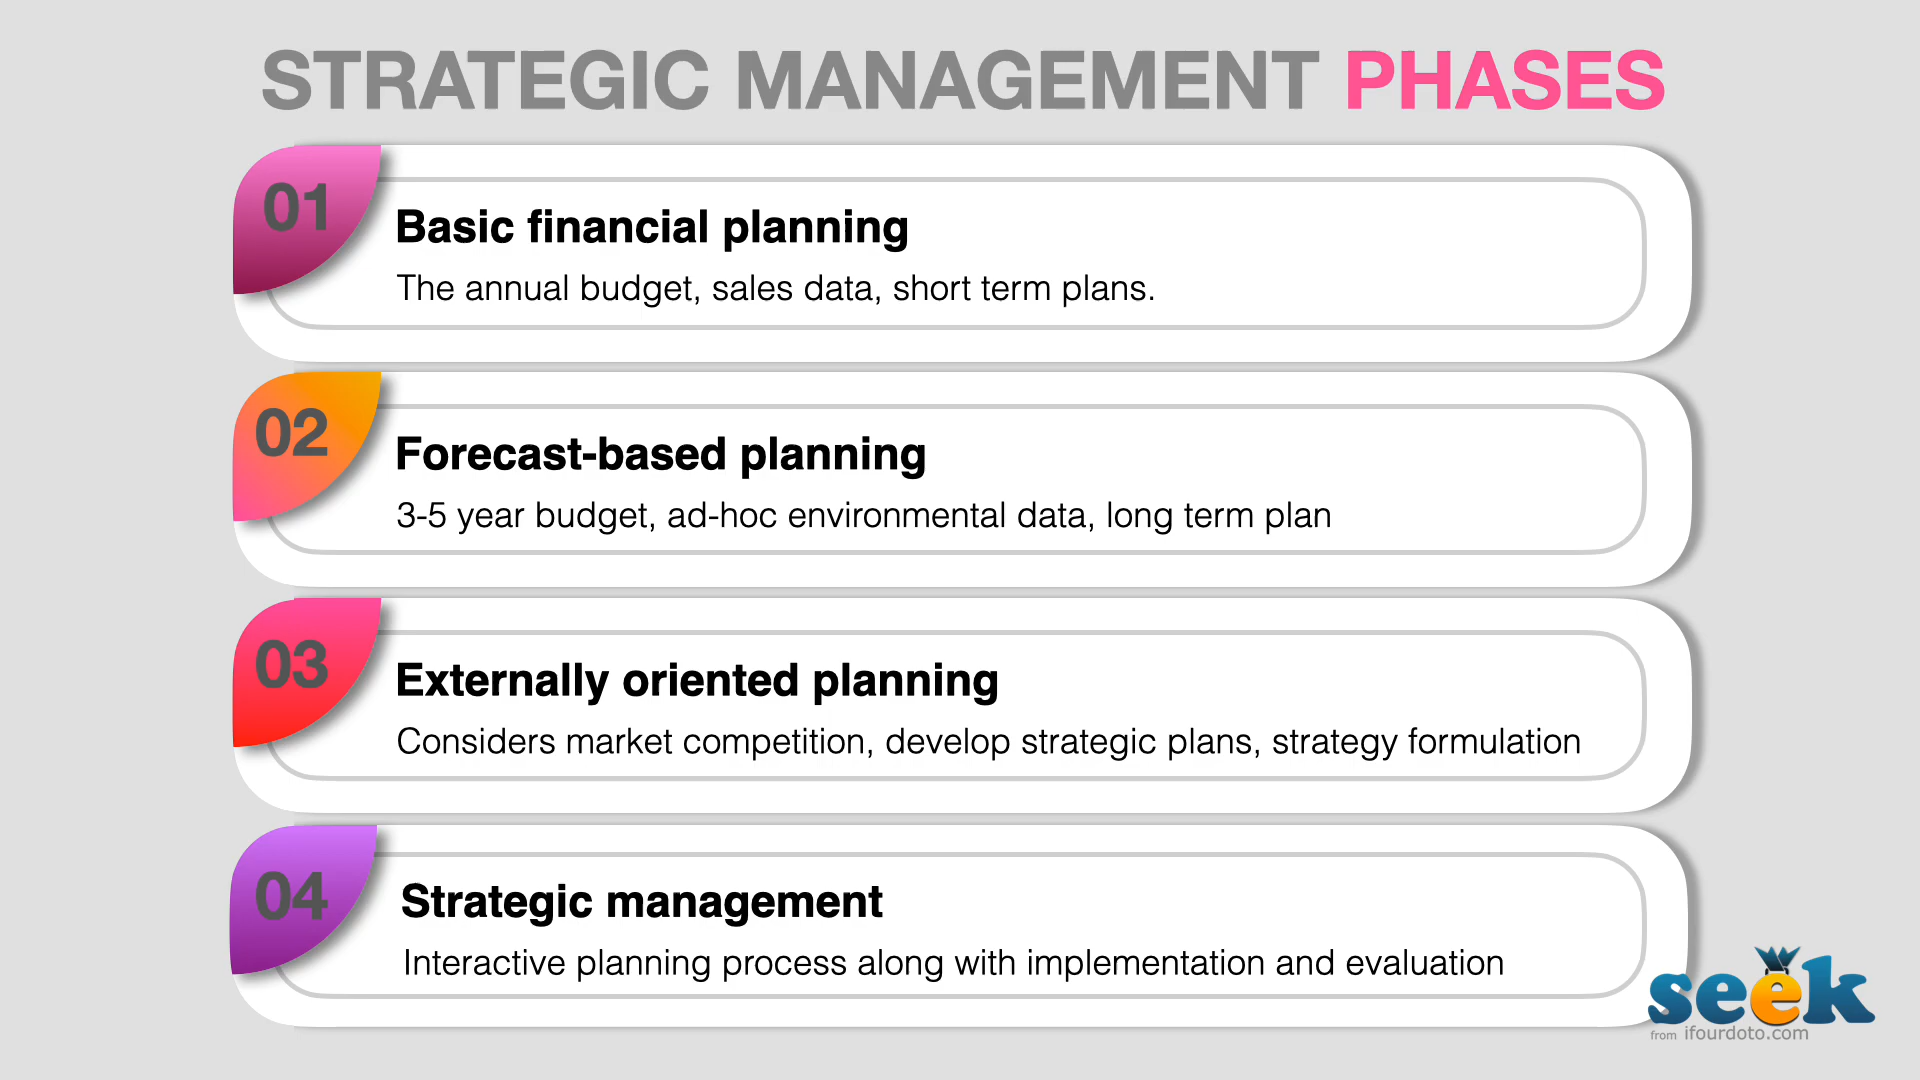 STRATEGIC MANAGEMENT PHASES
01
Basic financial planning
The annual budget, sales data, short term plans.
02
Forecast-based planning
3-5 year budget, ad-hoc environmental data, long term plan
03
Externally oriented planning
Considers market competition, develop strategic plans, strategy formulation
04
Strategic management
Interactive planning process along with implementation and evaluation
seek
from ifourdoto.com